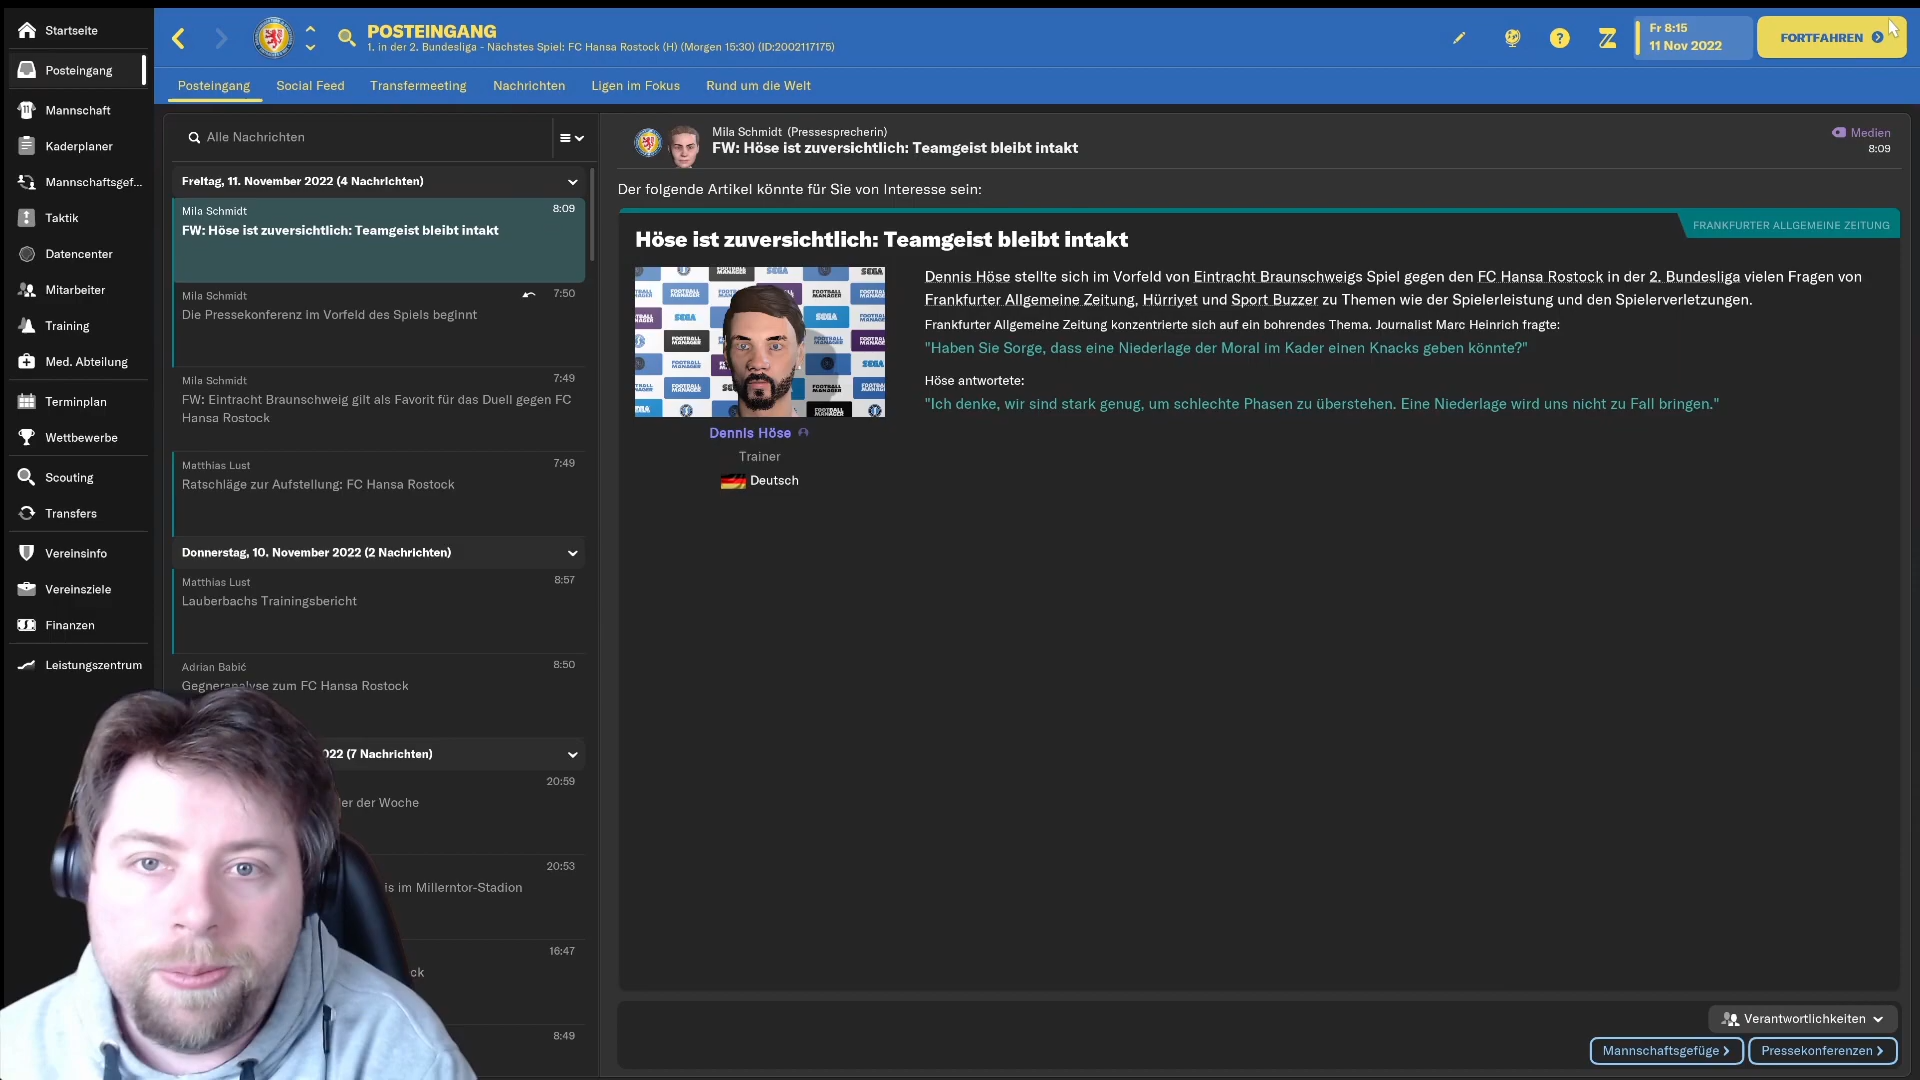 Startseite
Posteingang
Mannschaft
Kaderplaner
Mannschaftsgef...
Taktik
Datencenter
Mitarbeiter
Training
Med. Abteilung
Terminplan
Wettbewerbe
Scouting
Transfers
Vereinsinfo
Vereinsziele
Finanzen
Leistungszentrum
POSTEINGANG
1. in der 2. Bundesliga - Nächstes Spiel: FC Hansa Rostock (H) (Morgen 15:30) (ID:2002117175)
Fr 8:15
11 Nov 2022
FORTFAHREN
Posteingang
Social Feed
Transfermeeting
Nachrichten
Ligen im Fokus
Rund um die Welt
Alle Nachrichten
Freitag, 11. November 2022 (4 Nachrichten)
Mila Schmidt 8:09
FW: Höse ist zuversichtlich: Teamgeist bleibt intakt
Mila Schmidt 7:50
Die Pressekonferenz im Vorfeld des Spiels beginnt
Mila Schmidt 7:49
FW: Eintracht Braunschweig gilt als Favorit für das Duell gegen FC
Hansa Rostock
Matthias Lust 7:49
Ratschläge zur Aufstellung: FC Hansa Rostock
Donnerstag, 10. November 2022 (2 Nachrichten)
Matthias Lust 8:57
Lauberbachs Trainingsbericht
Adrian Babić 8:50
Gegneranalyse zum FC Hansa Rostock
022 (7 Nachrichten)
20:59
er der Woche
20:53
is im Millerntor-Stadion
16:47
ck
8:49
Mila Schmidt (Pressesprecherin)
FW: Höse ist zuversichtlich: Teamgeist bleibt intakt
Medien
8:09
Der folgende Artikel könnte für Sie von Interesse sein:
FRANKFURTER ALLGEMEINE ZEITUNG
Höse ist zuversichtlich: Teamgeist bleibt intakt
Dennis Höse stellte sich im Vorfeld von Eintracht Braunschweigs Spiel gegen den FC Hansa Rostock in der 2. Bundesliga vielen Fragen von
Frankfurter Allgemeine Zeitung, Hürriyet und Sport Buzzer zu Themen wie der Spielerleistung und den Spielerverletzungen.
Frankfurter Allgemeine Zeitung konzentrierte sich auf ein bohrendes Thema. Journalist Marc Heinrich fragte:
"Haben Sie Sorge, dass eine Niederlage der Moral im Kader einen Knacks geben könnte?"
Höse antwortete:
"Ich denke, wir sind stark genug, um schlechte Phasen zu überstehen. Eine Niederlage wird uns nicht zu Fall bringen."
Dennis Höse
Trainer
Deutsch
Verantwortlichkeiten
Mannschaftsgefüge
Pressekonferenzen